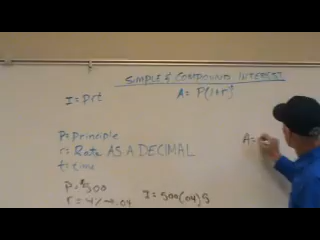 SIMPLE & COMPOUND INTEREST
I = prt A = P(1+r)
P = Principle
r = Rate AS A DECIMAL
t = time
P = $500 I = 500(.04)5
r = 4% → .04
A =